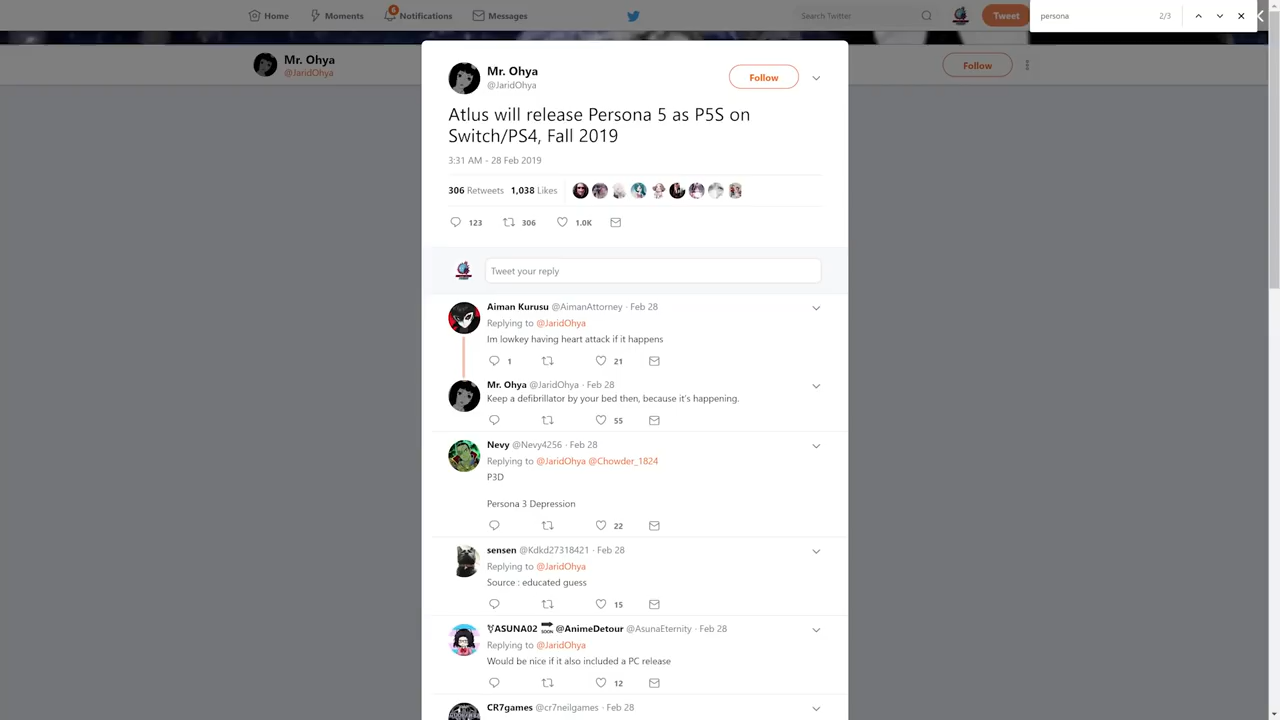 Home
Moments
6
Notifications
Messages
Search Twitter
Tweet
persona
2/3
Mr. Ohya
@JaridOhya
Follow
Mr. Ohya
@JaridOhya
Follow
Atlus will release Persona 5 as P5S on
Switch/PS4, Fall 2019
3:31 AM - 28 Feb 2019
306 Retweets 1,038 Likes
123 306 1.0K
Tweet your reply
Aiman Kurusu @AimanAttorney · Feb 28
Replying to @JaridOhya
Im lowkey having heart attack if it happens
1 21
Mr. Ohya @JaridOhya · Feb 28
Keep a defibrillator by your bed then, because it's happening.
55
Nevy @Nevy4256 · Feb 28
Replying to @JaridOhya @Chowder_1824
P3D
Persona 3 Depression
22
sensen @Kdkd27318421 · Feb 28
Replying to @JaridOhya
Source : educated guess
15
ASUNA02 SOON @AnimeDetour @AsunaEternity · Feb 28
Replying to @JaridOhya
Would be nice if it also included a PC release
12
CR7games @cr7neilgames · Feb 28